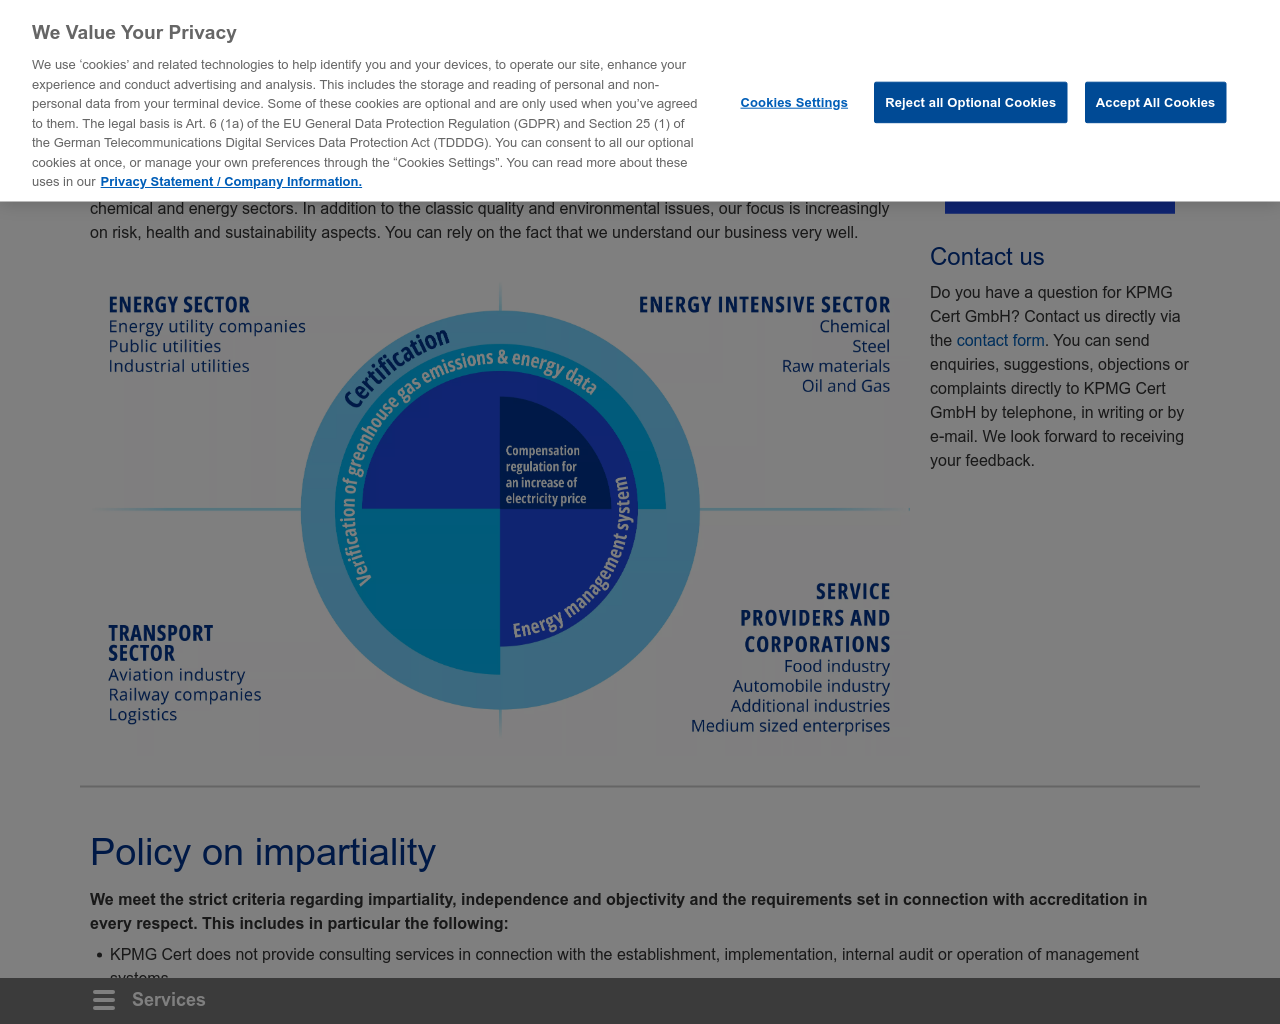 We Value Your Privacy
We use ‘cookies’ and related technologies to help identify you and your devices, to operate our site, enhance your
experience and conduct advertising and analysis. This includes the storage and reading of personal and non-
personal data from your terminal device. Some of these cookies are optional and are only used when you’ve agreed
to them. The legal basis is Art. 6 (1a) of the EU General Data Protection Regulation (GDPR) and Section 25 (1) of
the German Telecommunications Digital Services Data Protection Act (TDDDG). You can consent to all our optional
cookies at once, or manage your own preferences through the “Cookies Settings”. You can read more about these
uses in our Privacy Statement / Company Information.
Cookies Settings
Reject all Optional Cookies
Accept All Cookies
chemical and energy sectors. In addition to the classic quality and environmental issues, our focus is increasingly
on risk, health and sustainability aspects. You can rely on the fact that we understand our business very well.
ENERGY SECTOR
Energy utility companies
Public utilities
Industrial utilities
ENERGY INTENSIVE SECTOR
Chemical
Steel
Raw materials
Oil and Gas
Certification
Verification of greenhouse gas emissions & energy data
Compensation
regulation for
an increase of
electricity price
Energy management system
TRANSPORT
SECTOR
Aviation industry
Railway companies
Logistics
SERVICE
PROVIDERS AND
CORPORATIONS
Food industry
Automobile industry
Additional industries
Medium sized enterprises
Contact us
Do you have a question for KPMG
Cert GmbH? Contact us directly via
the contact form. You can send
enquiries, suggestions, objections or
complaints directly to KPMG Cert
GmbH by telephone, in writing or by
e-mail. We look forward to receiving
your feedback.
Policy on impartiality
We meet the strict criteria regarding impartiality, independence and objectivity and the requirements set in connection with accreditation in
every respect. This includes in particular the following:
• KPMG Cert does not provide consulting services in connection with the establishment, implementation, internal audit or operation of management
systems
Services